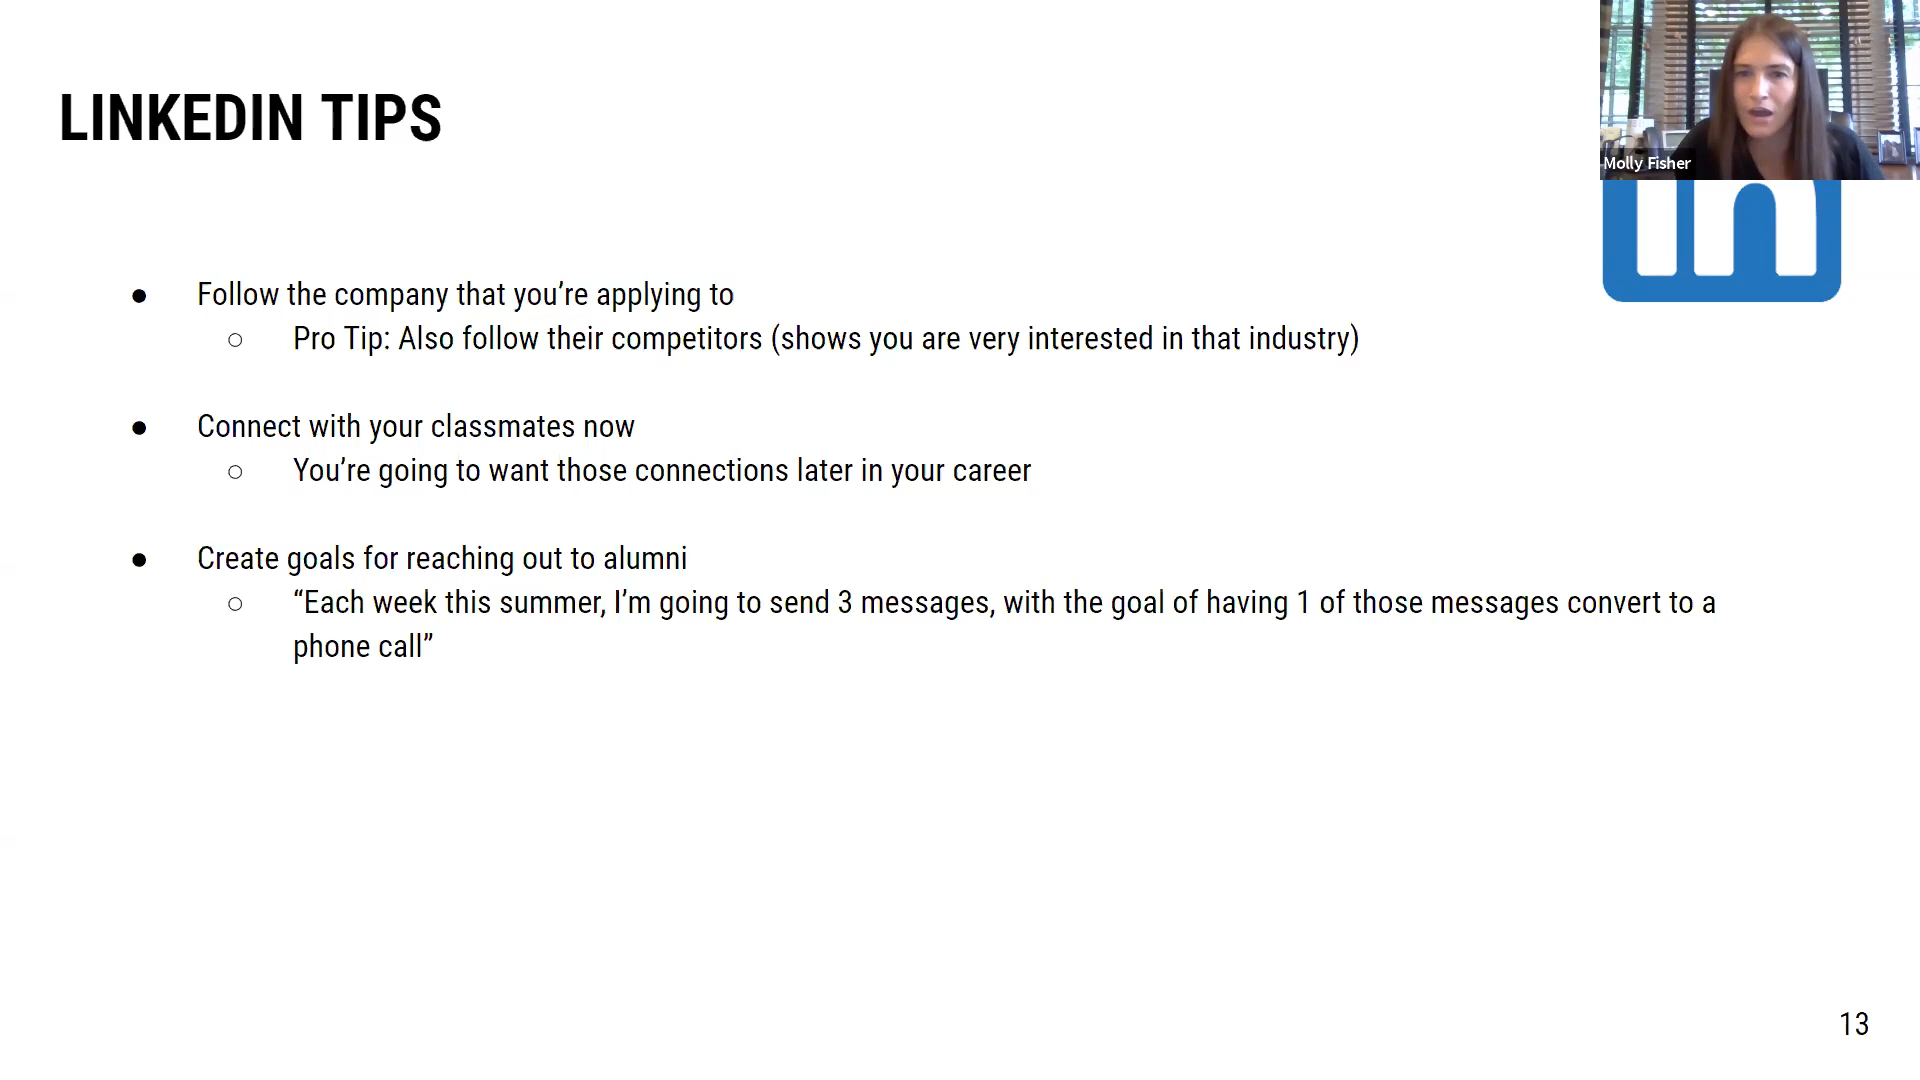 LINKEDIN TIPS
Molly Fisher
in
● Follow the company that you’re applying to
○ Pro Tip: Also follow their competitors (shows you are very interested in that industry)
● Connect with your classmates now
○ You’re going to want those connections later in your career
● Create goals for reaching out to alumni
○ “Each week this summer, I’m going to send 3 messages, with the goal of having 1 of those messages convert to a
phone call”
13